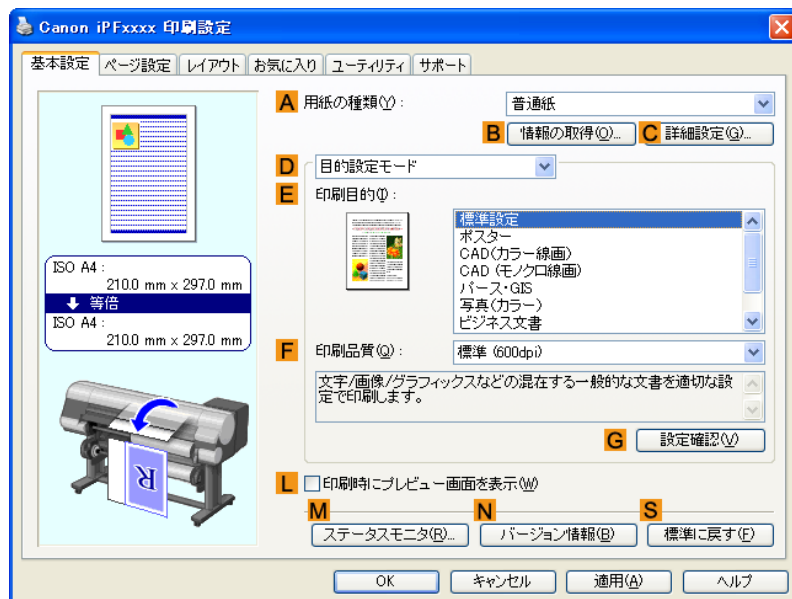 Canon iPFxxxx 印刷設定
基本設定 ページ設定 レイアウト お気に入り ユーティリティ サポート
A 用紙の種類(Y): 普通紙
B 情報の取得(O)... C 詳細設定(G)...
D 目的設定モード
E 印刷目的(I):
標準設定
ポスター
CAD(カラー線画)
CAD (モノクロ線画)
パース・GIS
写真(カラー)
ビジネス文書
ISO A4 :
210.0 mm x 297.0 mm
等倍
ISO A4 :
210.0 mm x 297.0 mm
F 印刷品質(Q): 標準 (600dpi)
文字/画像/グラフィックスなどの混在する一般的な文書を適切な設
定で印刷します。
G 設定確認(V)
R
L 印刷時にプレビュー画面を表示(W)
M N S
ステータスモニタ(R)... バージョン情報(B) 標準に戻す(F)
OK キャンセル 適用(A) ヘルプ